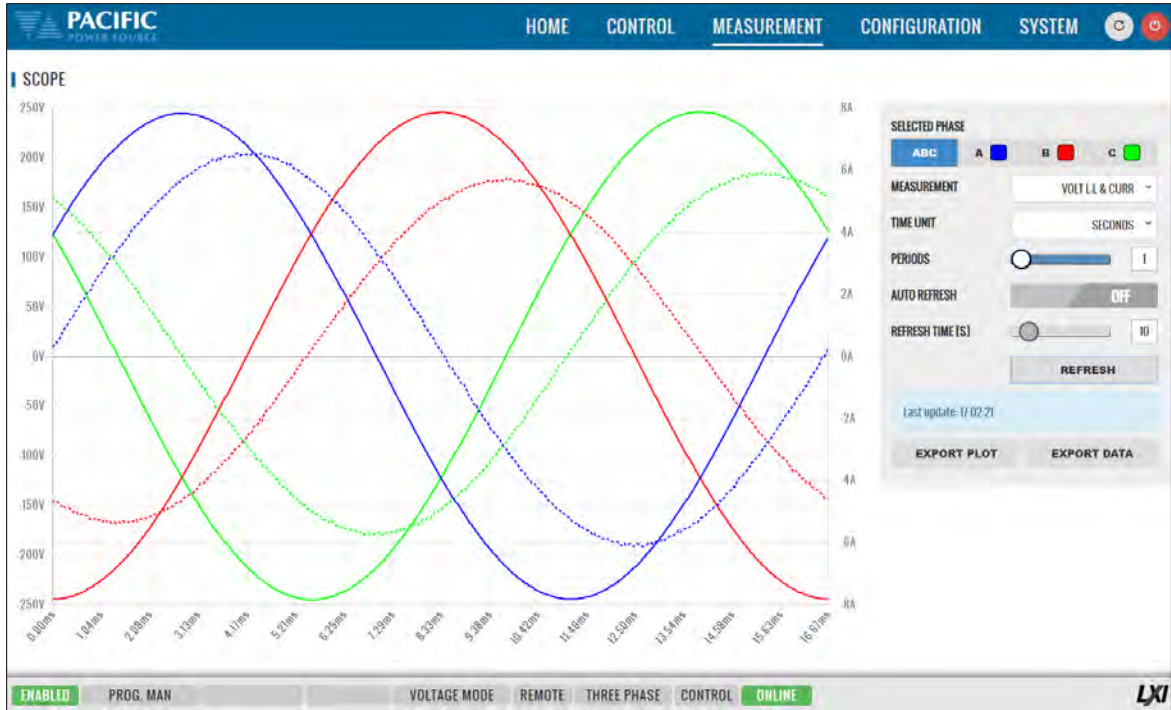 PACIFIC
POWER SOURCE
HOME CONTROL MEASUREMENT CONFIGURATION SYSTEM
SCOPE
250V
200V
150V
100V
50V
0V
-50V
-100V
-150V
-200V
-250V
8A
6A
4A
2A
0A
-2A
-4A
-6A
-8A
0.00ms 1.04ms 2.08ms 3.13ms 4.17ms 5.21ms 6.25ms 7.29ms 8.33ms 9.38ms 10.42ms 11.46ms 12.50ms 13.54ms 14.58ms 15.63ms 16.67ms
SELECTED PHASE
ABC A B C
MEASUREMENT VOLT L.L & CURR
TIME UNIT SECONDS
PERIODS 1
AUTO REFRESH OFF
REFRESH TIME [S] 10
REFRESH
Last update: 17:02:21
EXPORT PLOT EXPORT DATA
ENABLED PROG. MAN VOLTAGE MODE REMOTE THREE PHASE CONTROL ONLINE
LXI